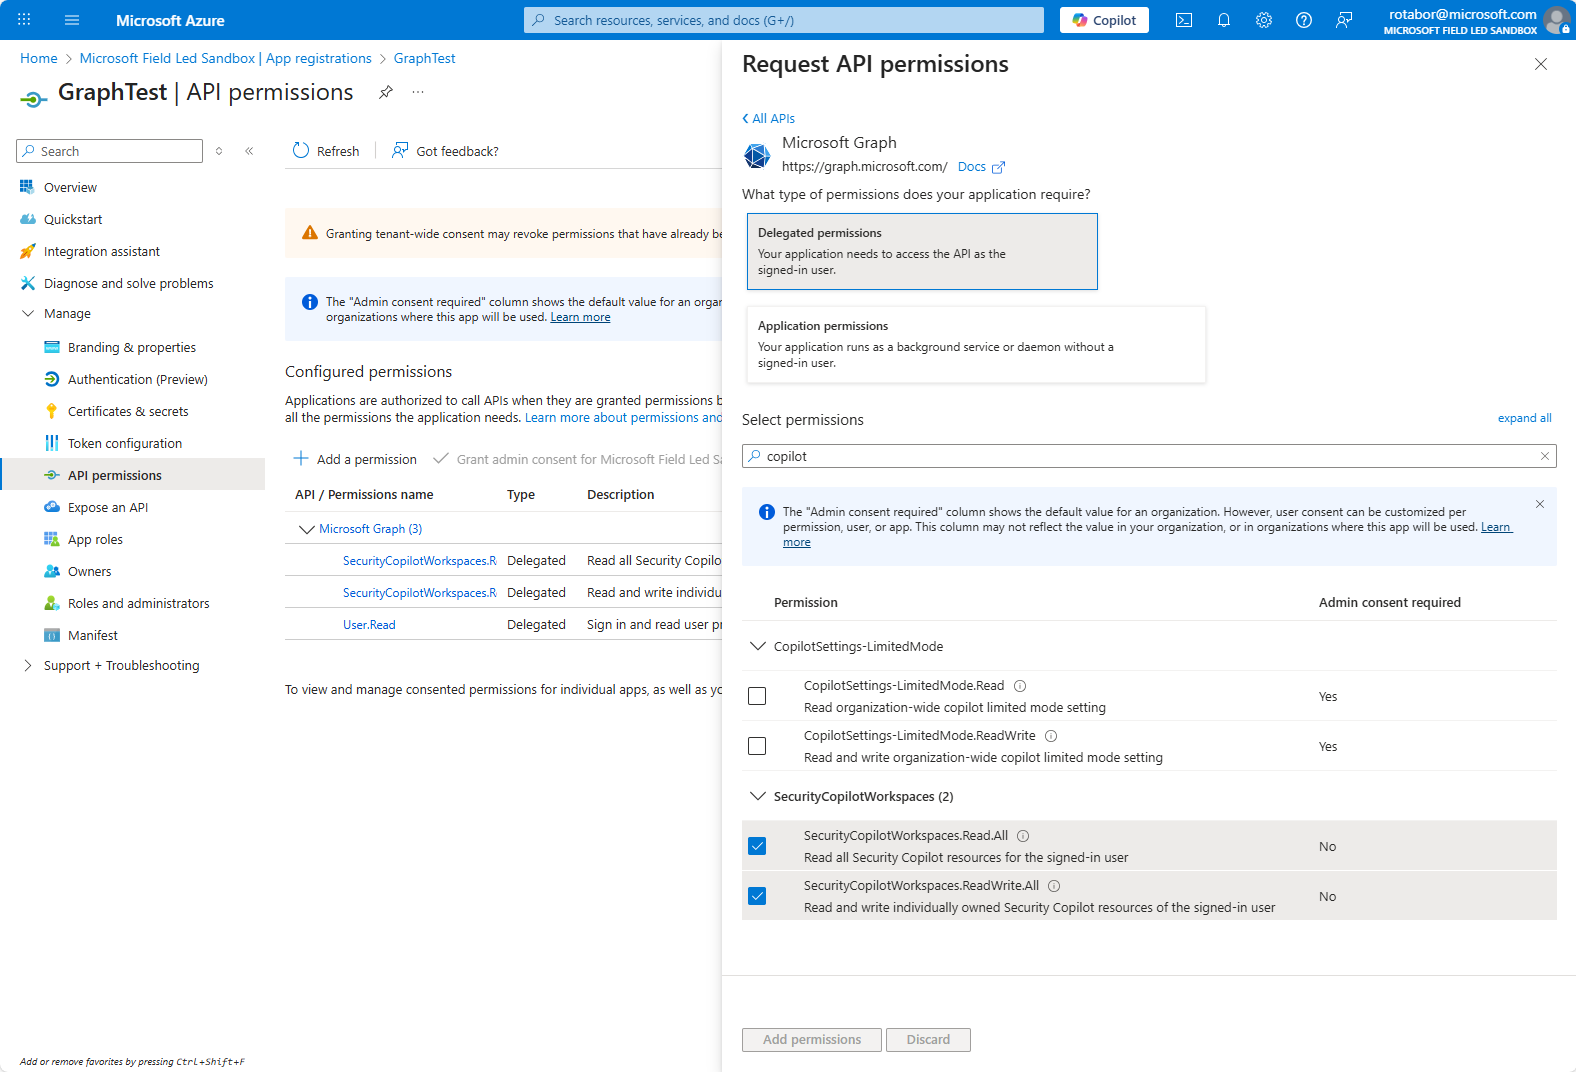 Microsoft Azure
Search resources, services, and docs (G+/)
Copilot
rotabor@microsoft.com
MICROSOFT FIELD LED SANDBOX
Home > Microsoft Field Led Sandbox | App registrations > GraphTest
GraphTest | API permissions
Search
Overview
Quickstart
Integration assistant
Diagnose and solve problems
Manage
Branding & properties
Authentication (Preview)
Certificates & secrets
Token configuration
API permissions
Expose an API
App roles
Owners
Roles and administrators
Manifest
Support + Troubleshooting
Add or remove favorites by pressing Ctrl+Shift+F
Refresh
Got feedback?
Granting tenant-wide consent may revoke permissions that have already be
The "Admin consent required" column shows the default value for an organ
organizations where this app will be used. Learn more
Configured permissions
Applications are authorized to call APIs when they are granted permissions b
all the permissions the application needs. Learn more about permissions and
Add a permission
Grant admin consent for Microsoft Field Led Sa
API / Permissions name Type Description
Microsoft Graph (3)
SecurityCopilotWorkspaces.R Delegated Read all Security Copilo
SecurityCopilotWorkspaces.R Delegated Read and write individu
User.Read Delegated Sign in and read user pr
To view and manage consented permissions for individual apps, as well as yo
Request API permissions
All APIs
Microsoft Graph
https://graph.microsoft.com/ Docs
What type of permissions does your application require?
Delegated permissions
Your application needs to access the API as the
signed-in user.
Application permissions
Your application runs as a background service or daemon without a
signed-in user.
Select permissions
expand all
copilot
The "Admin consent required" column shows the default value for an organization. However, user consent can be customized per
permission, user, or app. This column may not reflect the value in your organization, or in organizations where this app will be used. Learn
more
Permission Admin consent required
CopilotSettings-LimitedMode
CopilotSettings-LimitedMode.Read
Read organization-wide copilot limited mode setting
Yes
CopilotSettings-LimitedMode.ReadWrite
Read and write organization-wide copilot limited mode setting
Yes
SecurityCopilotWorkspaces (2)
SecurityCopilotWorkspaces.Read.All
Read all Security Copilot resources for the signed-in user
No
SecurityCopilotWorkspaces.ReadWrite.All
Read and write individually owned Security Copilot resources of the signed-in user
No
Add permissions
Discard